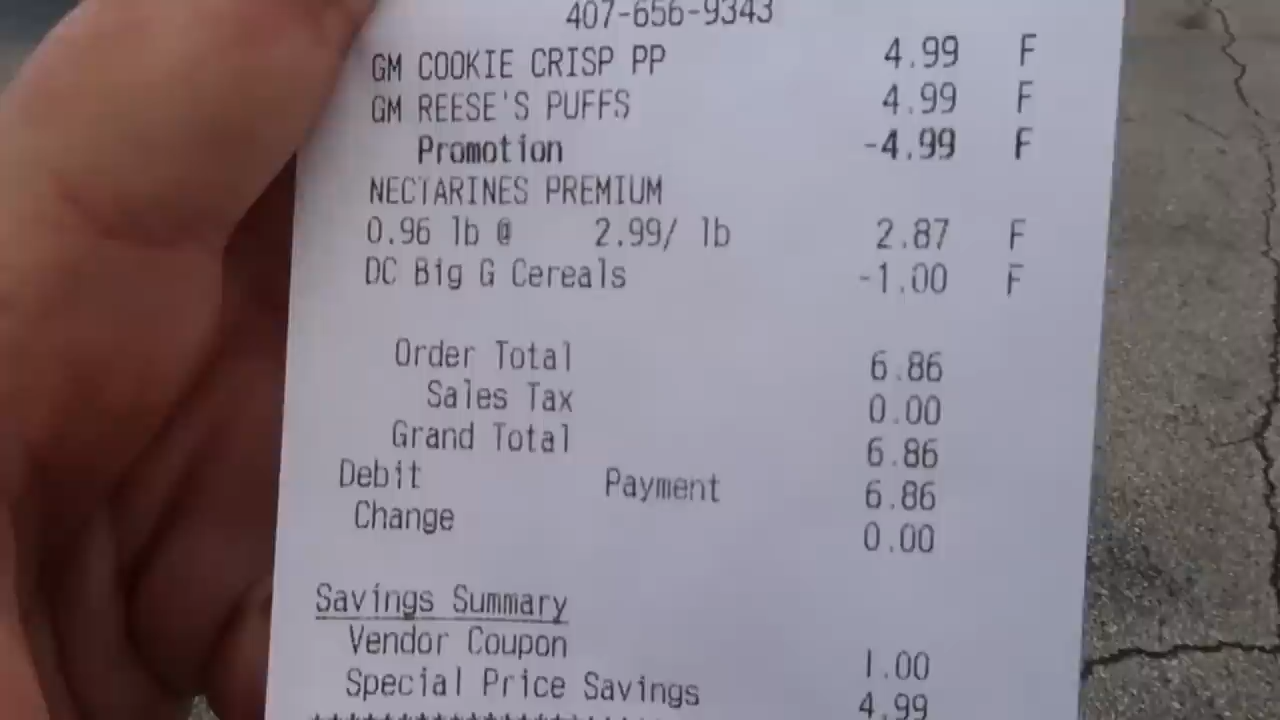 407-656-9343
GM COOKIE CRISP PP 4.99 F
GM REESE'S PUFFS 4.99 F
Promotion -4.99 F
NECTARINES PREMIUM
0.96 lb @ 2.99/ lb 2.87 F
DC Big G Cereals -1.00 F
Order Total 6.86
Sales Tax 0.00
Grand Total 6.86
Debit Payment 6.86
Change 0.00
Savings Summary
Vendor Coupon 1.00
Special Price Savings 4.99